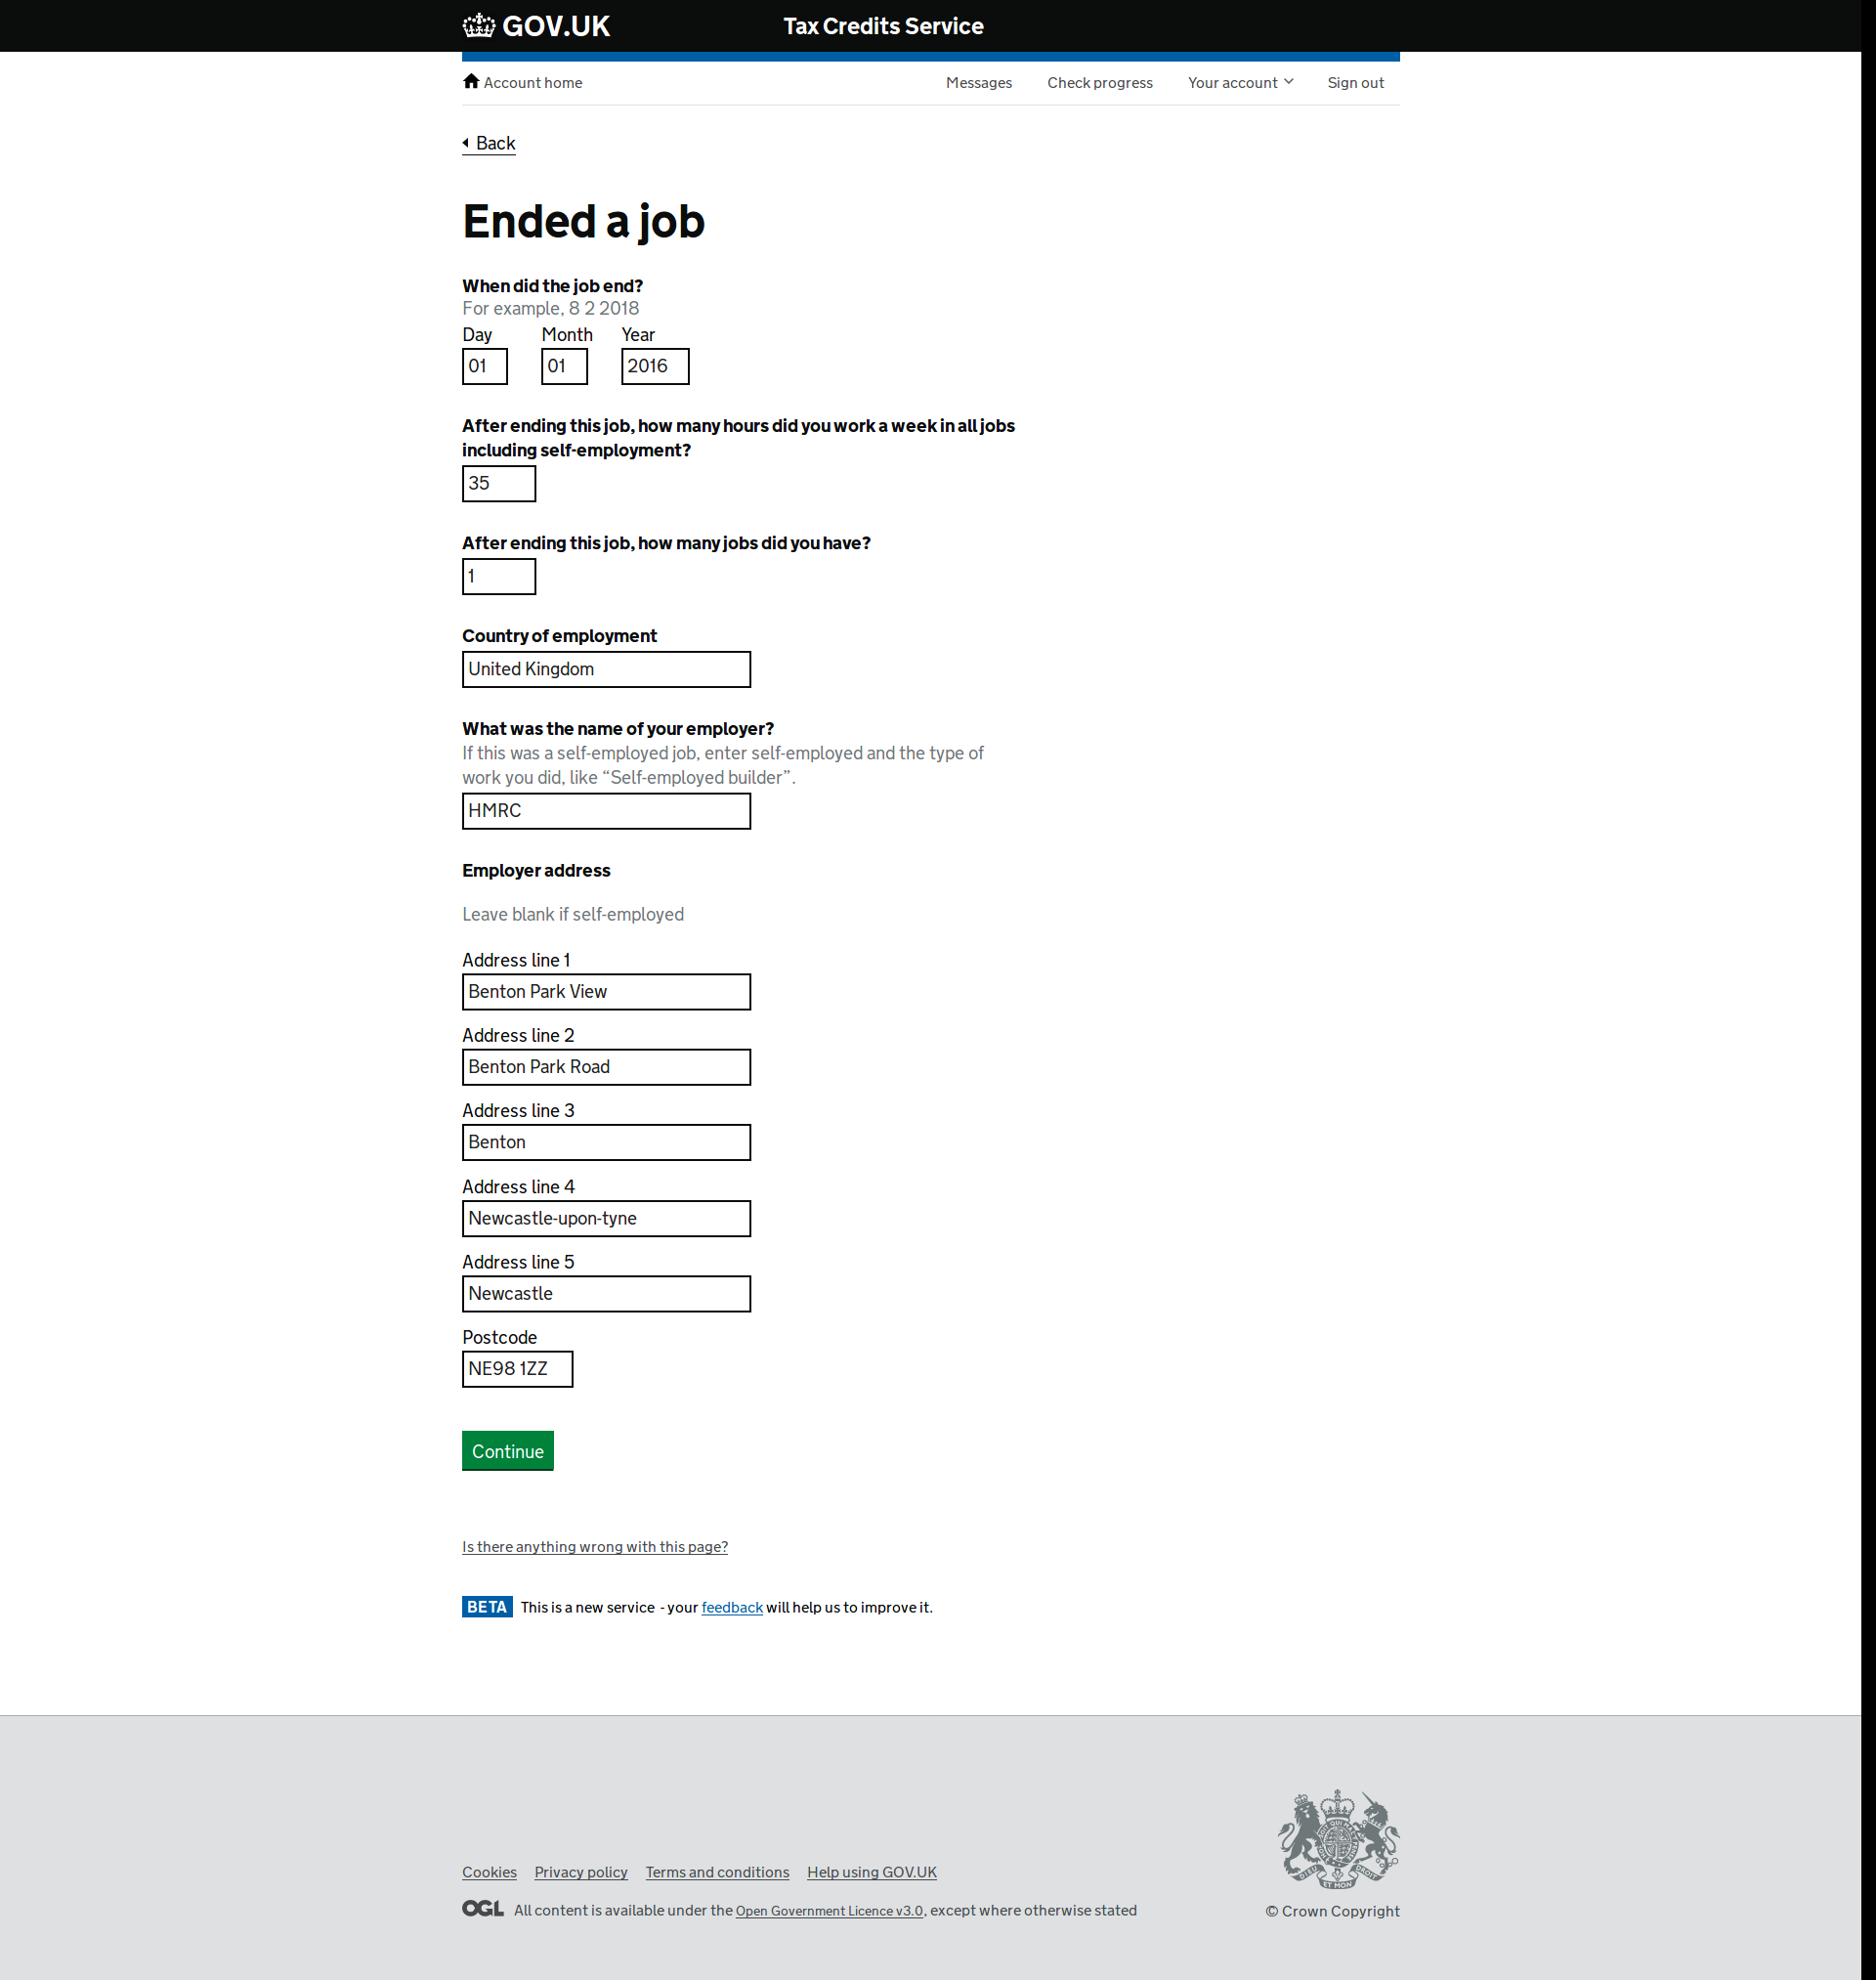 GOV.UK Tax Credits Service
Account home Messages Check progress Your account Sign out
Back
Ended a job
When did the job end?
For example, 8 2 2018
Day Month Year
01 01 2016
After ending this job, how many hours did you work a week in all jobs
including self-employment?
35
After ending this job, how many jobs did you have?
1
Country of employment
United Kingdom
What was the name of your employer?
If this was a self-employed job, enter self-employed and the type of
work you did, like “Self-employed builder”.
HMRC
Employer address
Leave blank if self-employed
Address line 1
Benton Park View
Address line 2
Benton Park Road
Address line 3
Benton
Address line 4
Newcastle-upon-tyne
Address line 5
Newcastle
Postcode
NE98 1ZZ
Continue
Is there anything wrong with this page?
BETA This is a new service - your feedback will help us to improve it.
Cookies Privacy policy Terms and conditions Help using GOV.UK
OGL All content is available under the Open Government Licence v3.0, except where otherwise stated
© Crown Copyright